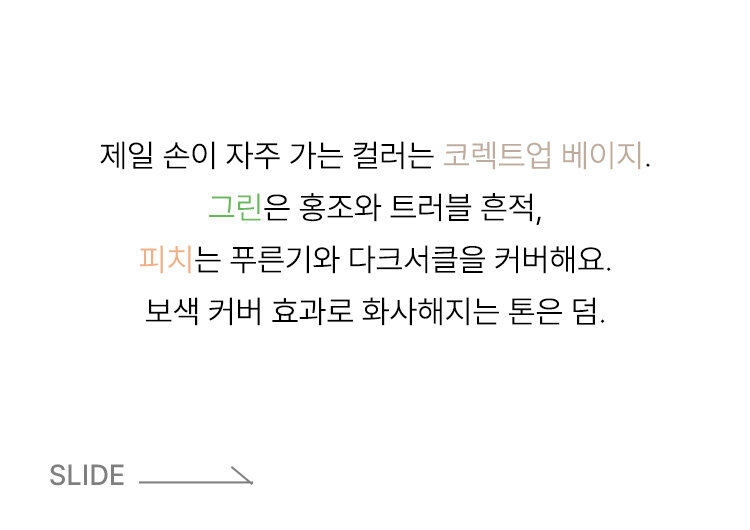 제일 손이 자주 가는 컬러는 코렉트업 베이지.
그린은 홍조와 트러블 흔적,
피치는 푸른기와 다크서클을 커버해요.
보색 커버 효과로 화사해지는 톤은 덤.
SLIDE